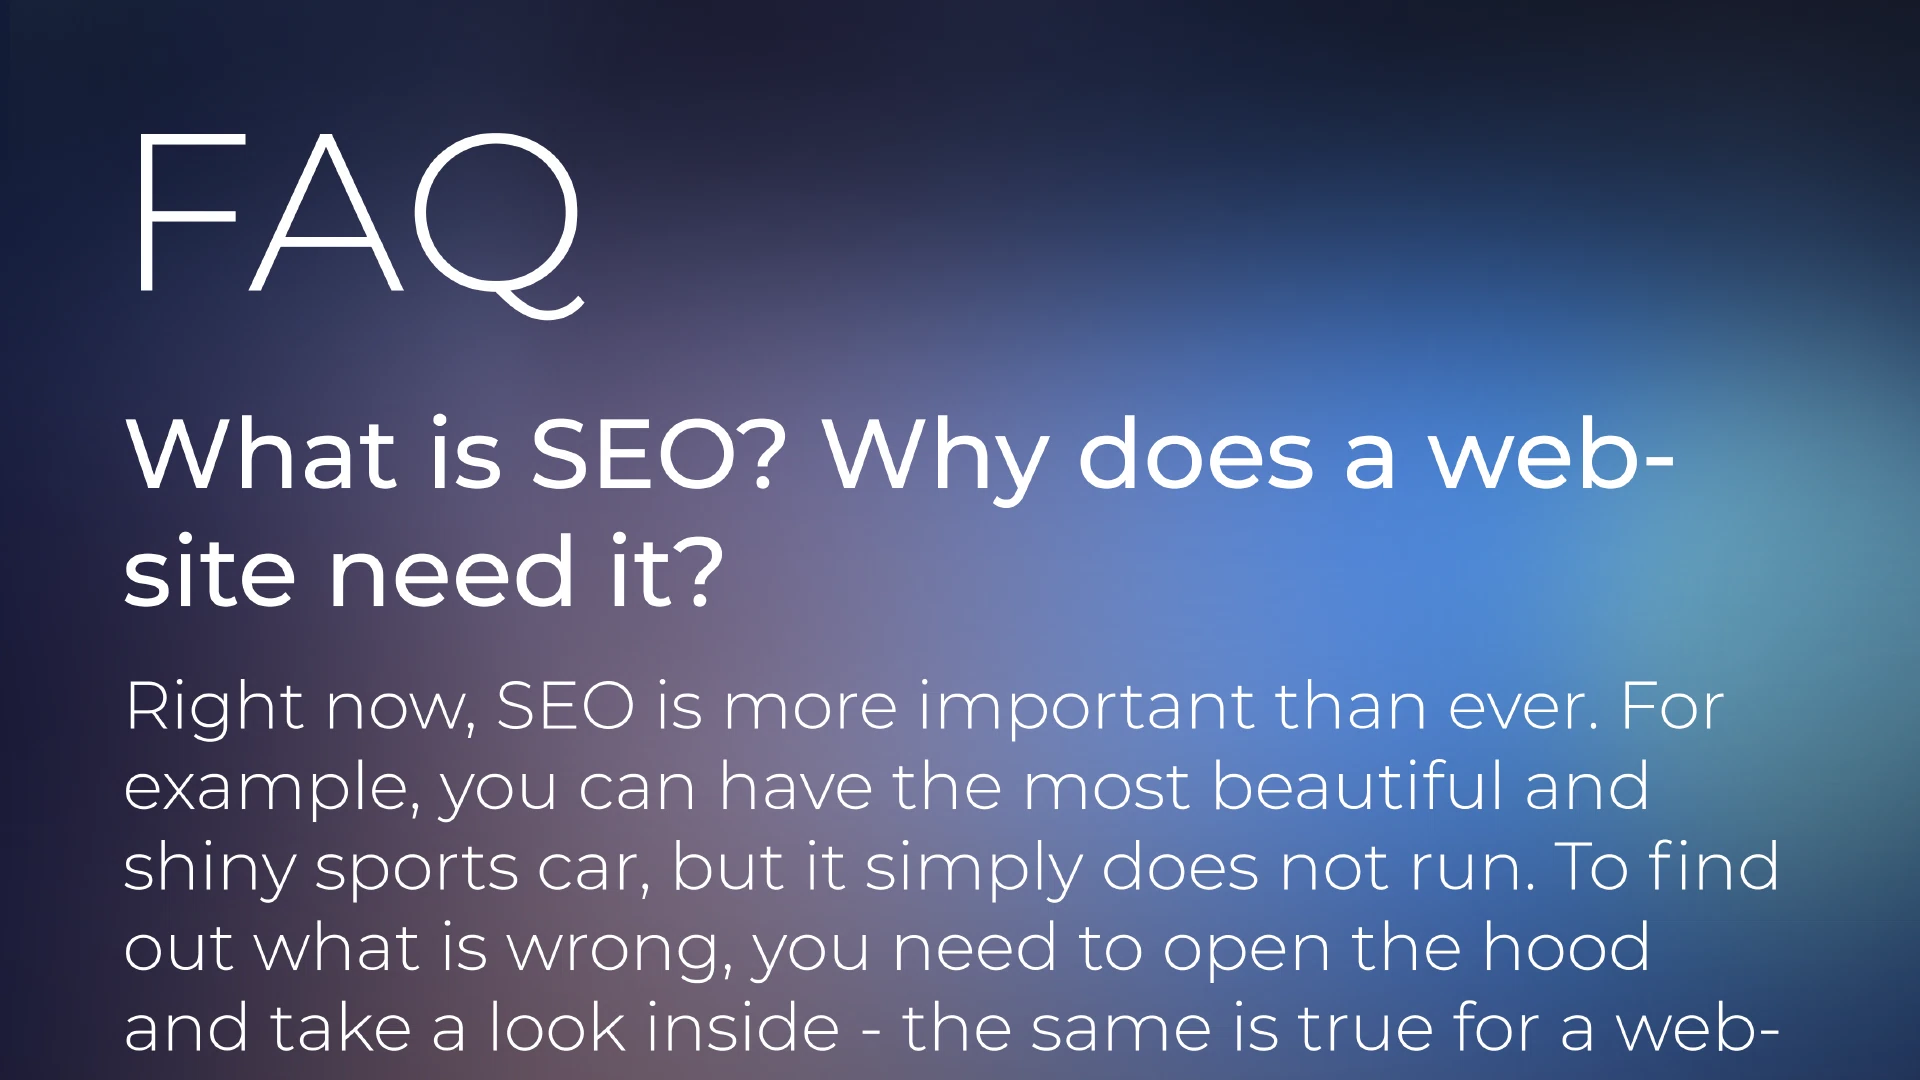 FAQ
What is SEO? Why does a web-
site need it?
Right now, SEO is more important than ever. For
example, you can have the most beautiful and
shiny sports car, but it simply does not run. To find
out what is wrong, you need to open the hood
and take a look inside - the same is true for a web-